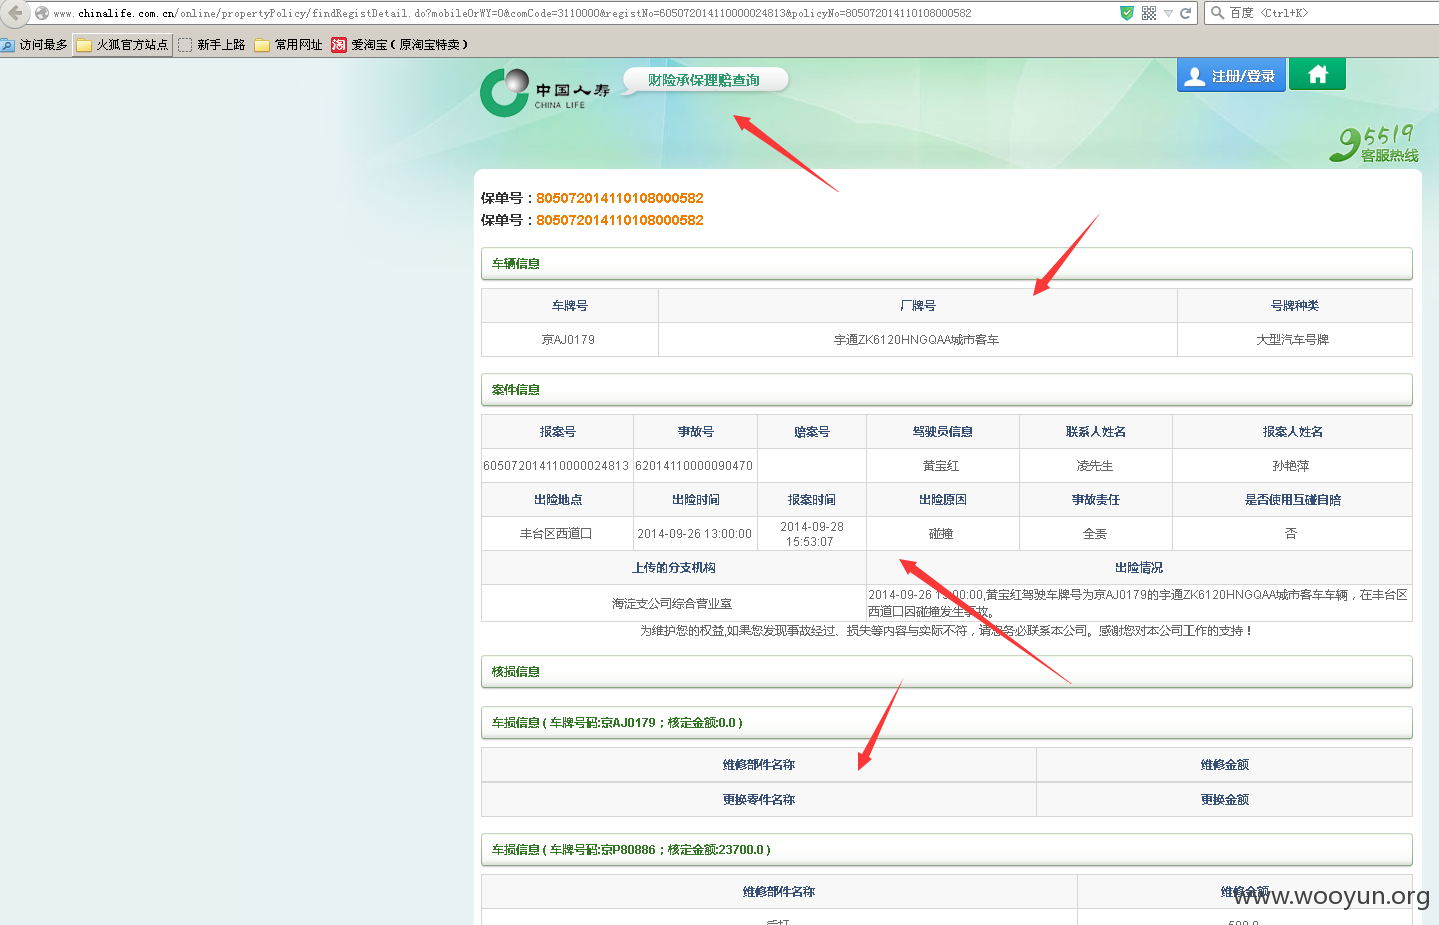 www.chinalife.com.cn/online/propertyPolicy/findRegistDetail.do?mobileOrWY=0&comCode=3110000&registNo=605072014110000024813&policyNo=805072014110108000582
百度 <Ctrl+K>
访问最多 火狐官方站点 新手上路 常用网址 淘 爱淘宝（原淘宝特卖）
中国人寿
CHINA LIFE
财险承保理赔查询
注册/登录
95519
客服热线
保单号：805072014110108000582
保单号：805072014110108000582
车辆信息
车牌号 厂牌号 号牌种类
京AJ0179 宇通ZK6120HNGQAA城市客车 大型汽车号牌
案件信息
报案号 事故号 赔案号 驾驶员信息 联系人姓名 报案人姓名
605072014110000024813 62014110000090470 黄宝红 凌先生 孙艳萍
出险地点 出险时间 报案时间 出险原因 事故责任 是否使用互碰自赔
丰台区西道口 2014-09-26 13:00:00 2014-09-28 15:53:07 碰撞 全责 否
上传的分支机构 出险情况
海淀支公司综合营业室 2014-09-26 13:00:00,黄宝红驾驶车牌号为京AJ0179的宇通ZK6120HNGQAA城市客车车辆，在丰台区
西道口因碰撞发生事故。
为维护您的权益,如果您发现事故经过、损失等内容与实际不符，请您务必联系本公司。感谢您对本公司工作的支持！
核损信息
车损信息 ( 车牌号码:京AJ0179；核定金额:0.0 )
维修部件名称 维修金额
更换零件名称 更换金额
车损信息 ( 车牌号码:京P80886；核定金额:23700.0 )
维修部件名称 维修金额
www.wooyun.org